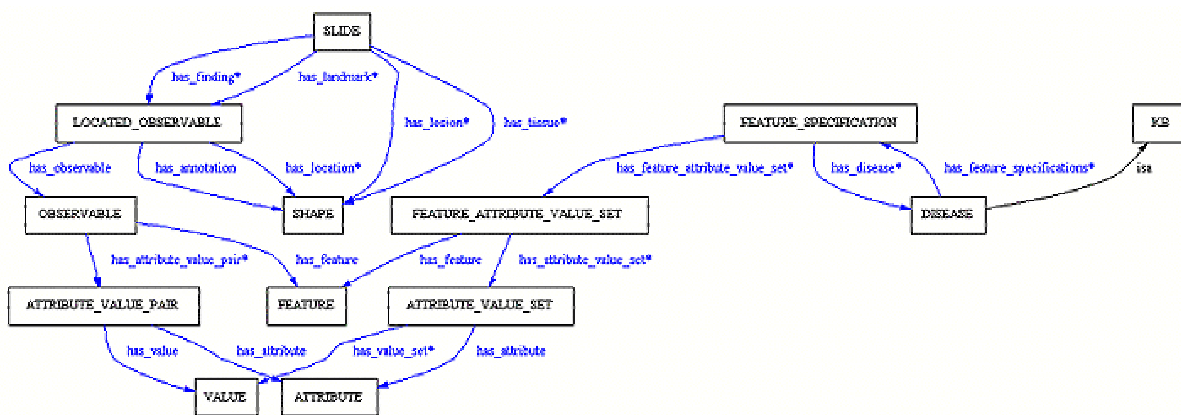 SLIDE
has_finding*
has_landmark*
LOCATED_OBSERVABLE
has_lesion*
has_tissue*
FEATURE_SPECIFICATION
KB
has_observable
has_annotation
has_location*
has_feature_attribute_value_set*
has_disease*
has_feature_specifications*
isa
OBSERVABLE
SHAPE
FEATURE_ATTRIBUTE_VALUE_SET
DISEASE
has_attribute_value_pair*
has_feature
has_feature
has_attribute_value_set*
ATTRIBUTE_VALUE_PAIR
FEATURE
ATTRIBUTE_VALUE_SET
has_value
has_attribute
has_value_set*
has_attribute
VALUE
ATTRIBUTE